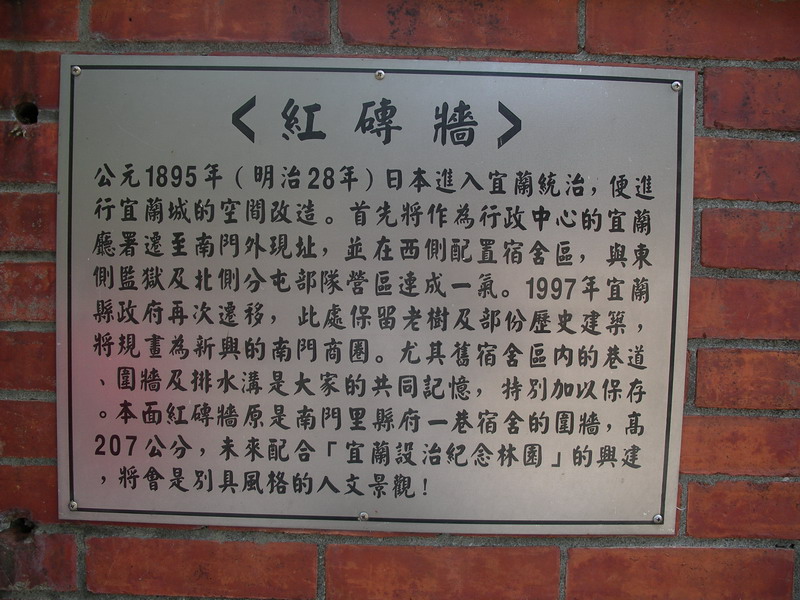 <紅磚牆>
公元1895年(明治28年)日本進入宜蘭統治，便進
行宜蘭城的空間改造。首先將作為行政中心的宜蘭
廳署遷至南門外現址，並在西側配置宿舍區，與東
側監獄及北側分屯部隊營區連成一氣。1997年宜蘭
縣政府再次遷移，此處保留老樹及部份歷史建築，
將規畫為新興的南門商圈。尤其舊宿舍區內的巷道
、圍牆及排水溝是大家的共同記憶，特別加以保存
。本面紅磚牆原是南門里縣府一巷宿舍的圍牆，高
207公分，未來配合「宜蘭設治紀念林園」的興建
，將會是別具風格的人文景觀！